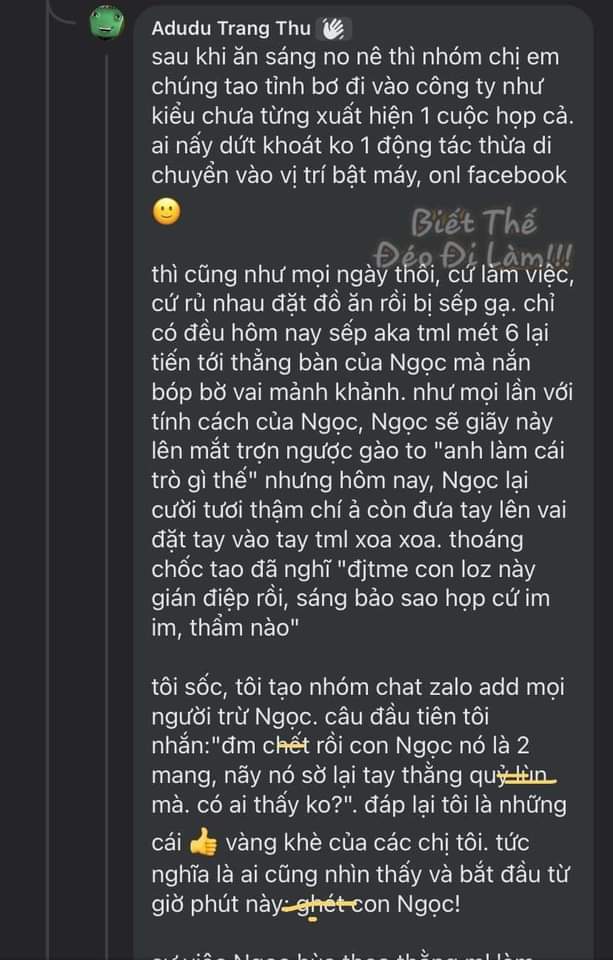 Adudu Trang Thu 👋
sau khi ăn sáng no nê thì nhóm chị em
chúng tao tỉnh bơ đi vào công ty như
kiểu chưa từng xuất hiện 1 cuộc họp cả.
ai nấy dứt khoát ko 1 động tác thừa di
chuyển vào vị trí bật máy, onl facebook
🙂
Biết Thế
Đéo Đi Làm!!!
thì cũng như mọi ngày thôi, cứ làm việc,
cứ rủ nhau đặt đồ ăn rồi bị sếp gạ. chỉ
có đều hôm nay sếp aka tml mét 6 lại
tiến tới thẳng bàn của Ngọc mà nắn
bóp bờ vai mảnh khảnh. như mọi lần với
tính cách của Ngọc, Ngọc sẽ giãy nảy
lên mắt trợn ngược gào to "anh làm cái
trò gì thế" nhưng hôm nay, Ngọc lại
cười tươi thậm chí ả còn đưa tay lên vai
đặt tay vào tay tml xoa xoa. thoáng
chốc tao đã nghĩ "djtme con loz này
gián điệp rồi, sáng bảo sao họp cứ im
im, thẩm nào"
tôi sốc, tôi tạo nhóm chat zalo add mọi
người trừ Ngọc. câu đầu tiên tôi
nhắn:"đm chết rồi con Ngọc nó là 2
mang, nãy nó sờ lại tay thằng quỷ lùn
mà. có ai thấy ko?". đáp lại tôi là những
cái 👍 vàng khè của các chị tôi. tức
nghĩa là ai cũng nhìn thấy và bắt đầu từ
giờ phút này: ghét con Ngọc!